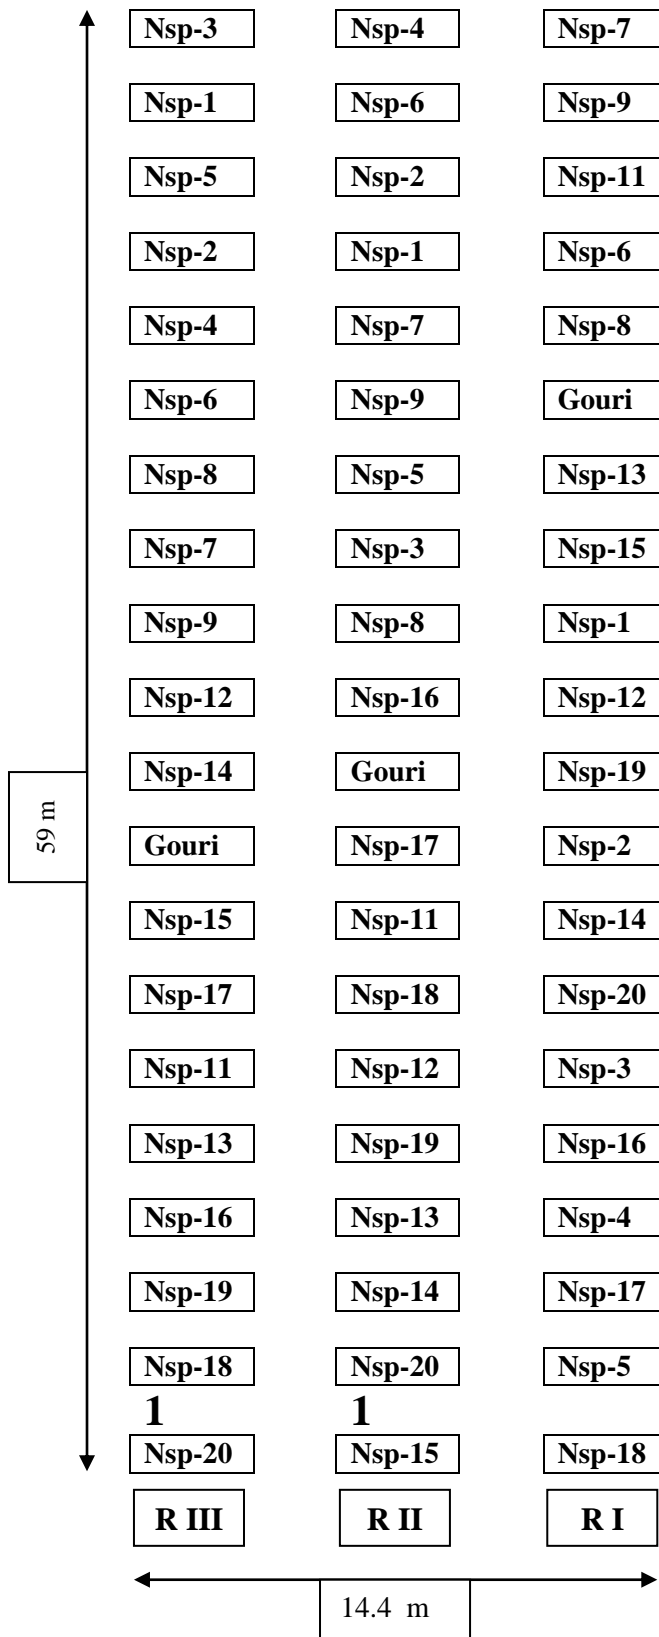 Nsp-3 Nsp-4 Nsp-7
Nsp-1 Nsp-6 Nsp-9
Nsp-5 Nsp-2 Nsp-11
Nsp-2 Nsp-1 Nsp-6
Nsp-4 Nsp-7 Nsp-8
Nsp-6 Nsp-9 Gouri
Nsp-8 Nsp-5 Nsp-13
Nsp-7 Nsp-3 Nsp-15
Nsp-9 Nsp-8 Nsp-1
Nsp-12 Nsp-16 Nsp-12
Nsp-14 Gouri Nsp-19
59 m
Gouri Nsp-17 Nsp-2
Nsp-15 Nsp-11 Nsp-14
Nsp-17 Nsp-18 Nsp-20
Nsp-11 Nsp-12 Nsp-3
Nsp-13 Nsp-19 Nsp-16
Nsp-16 Nsp-13 Nsp-4
Nsp-19 Nsp-14 Nsp-17
Nsp-18 Nsp-20 Nsp-5
1 1
Nsp-20 Nsp-15 Nsp-18
R III R II R I
14.4 m